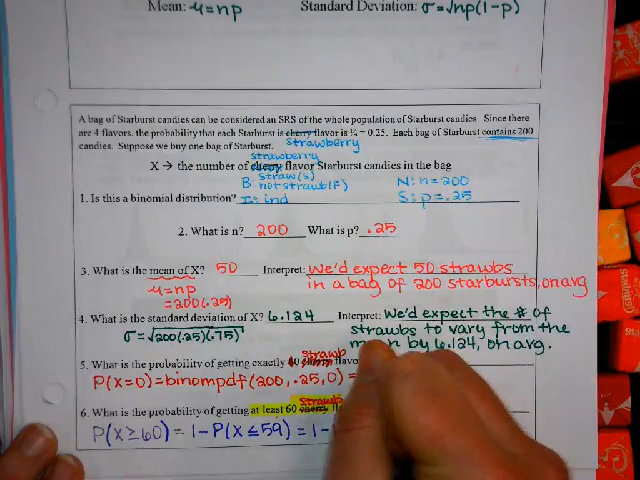 Mean: μ=np Standard Deviation: σ=√np(1-p)
A bag of Starburst candies can be considered an SRS of the whole population of Starburst candies. Since there
are 4 flavors, the probability that each Starburst is cherry flavor is ¼ = 0.25. Each bag of Starburst contains 200
candies. Suppose we buy one bag of Starburst. strawberry
strawberry
X → the number of cherry flavor Starburst candies in the bag
B: straw(s) not strawb(F) N: n=200
1. Is this a binomial distribution? I: ind S: p=.25
2. What is n? 200 What is p? .25
3. What is the mean of X? 50 Interpret: we'd expect 50 strawbs
μ=np in a bag of 200 starbursts, on avg
=200(.25)
4. What is the standard deviation of X? 6.124 Interpret: we'd expect the # of
σ=√200(.25)(.75) strawbs to vary from the
by 6.124, on avg.
5. What is the probability of getting exactly 0 strawb
P(X=0)=binompdf(200,.25,0)=
6. What is the probability of getting at least 60 cherry strawb
P(X≥60)=1-P(X≤59)=1-